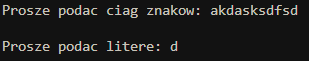 Prosze podac ciag znakow: akdasksdfsd
Prosze podac litere: d